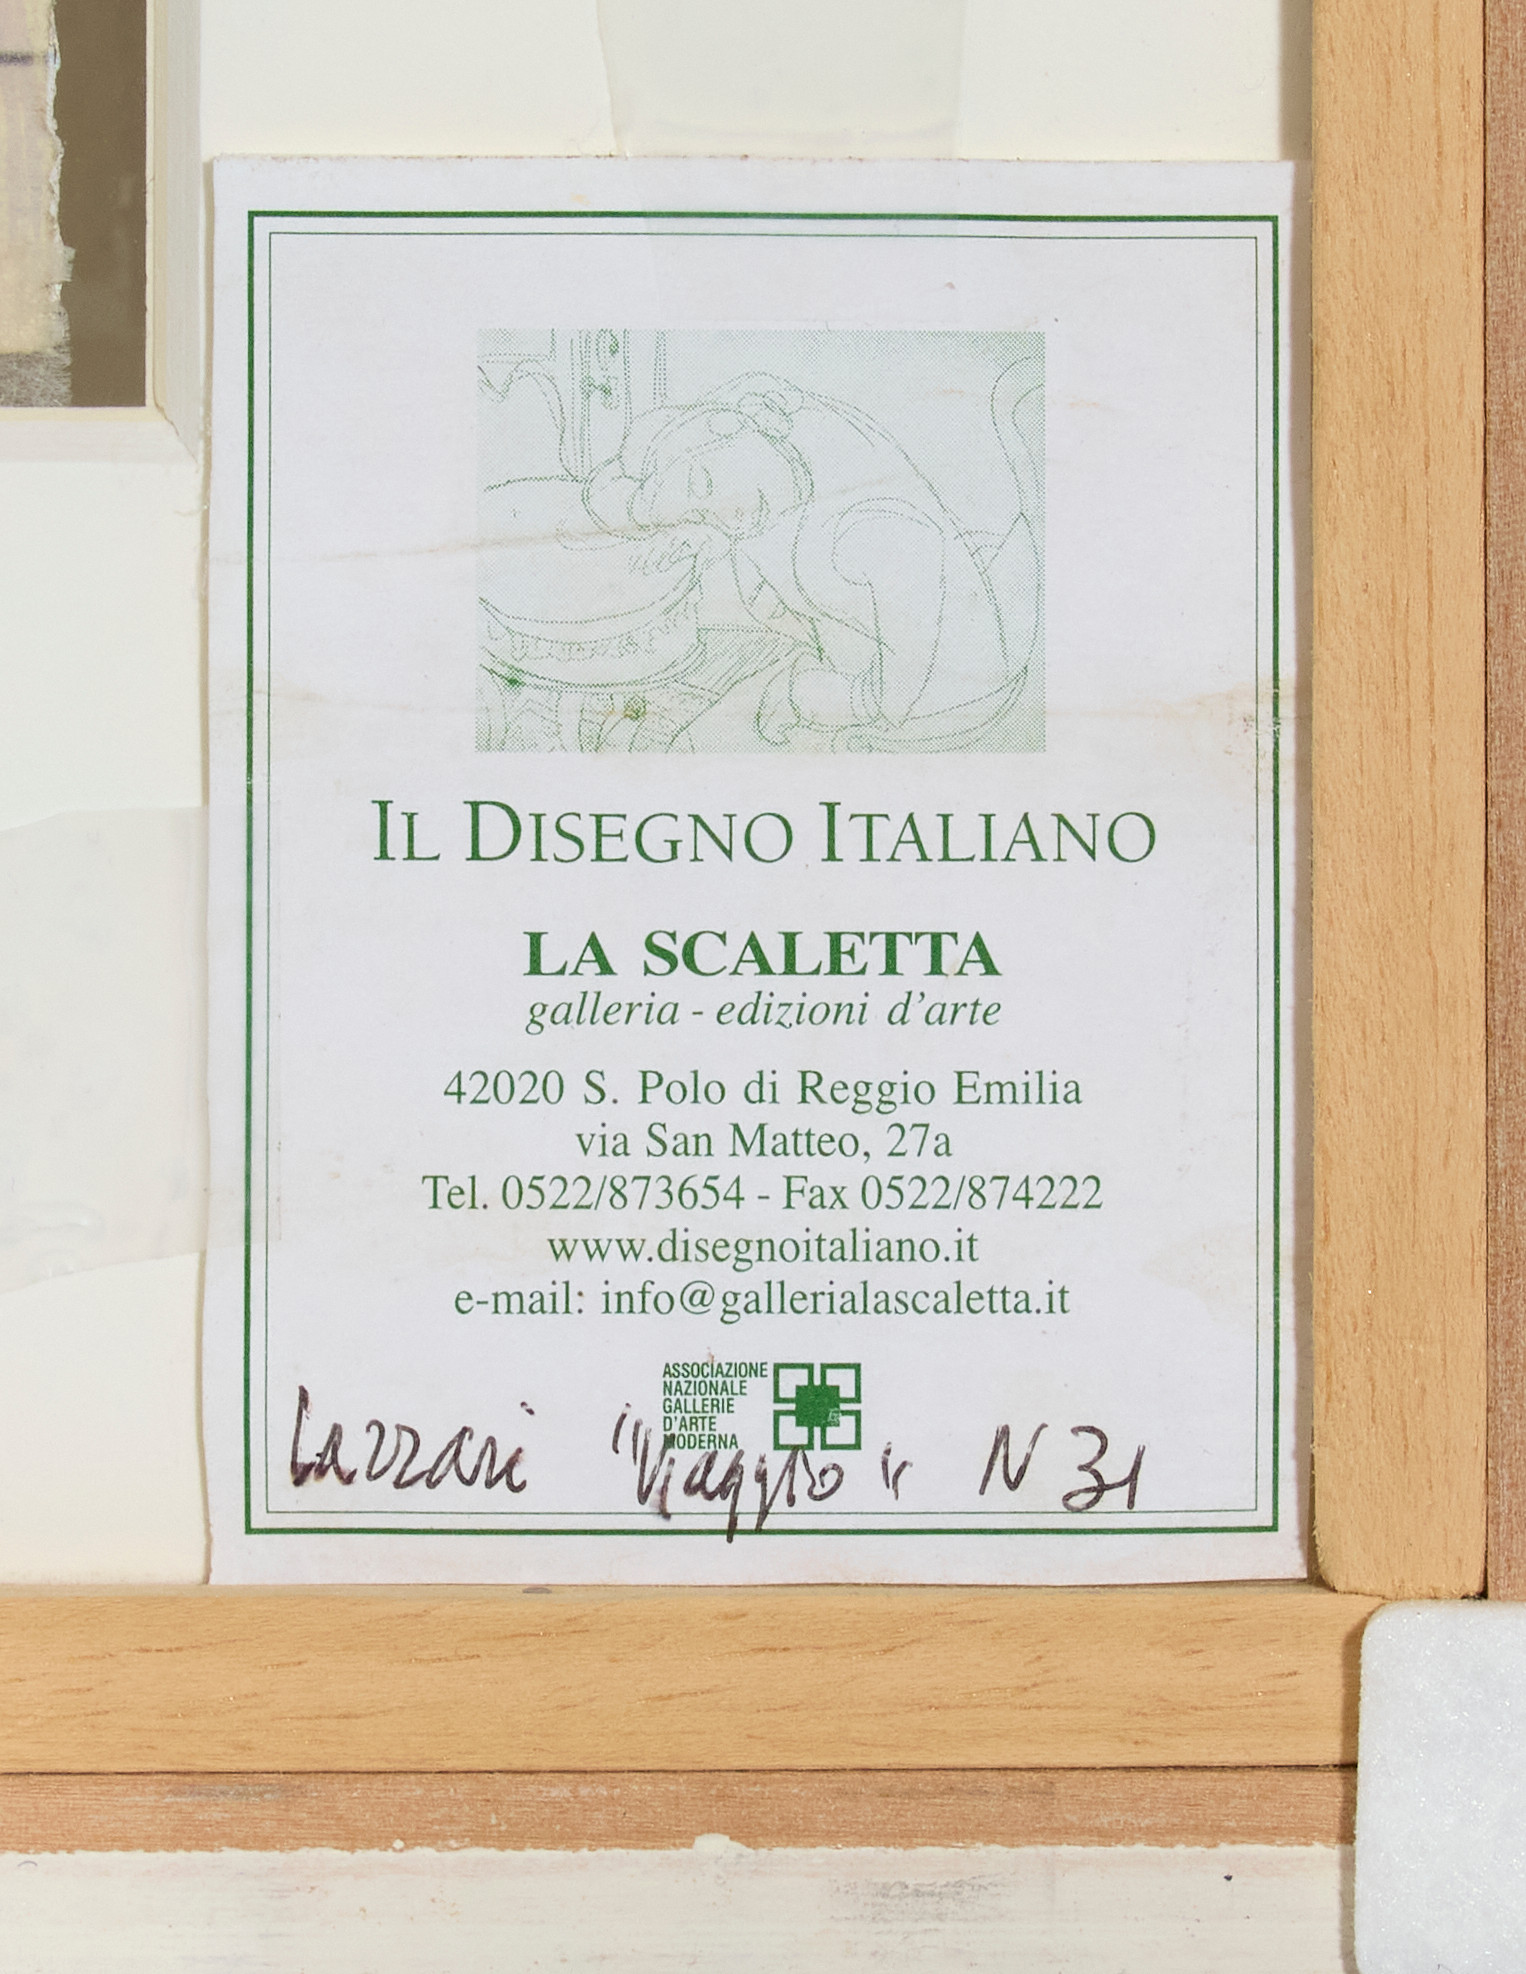 IL DISEGNO ITALIANO
LA SCALETTA
galleria - edizioni d'arte
42020 S. Polo di Reggio Emilia
via San Matteo, 27a
Tel. 0522/873654 - Fax 0522/874222
www.disegnoitaliano.it
e-mail: info@gallerialascaletta.it
ASSOCIAZIONE
NAZIONALE
GALLERIE
D'ARTE
MODERNA
Lazzari "Viaggio" N 31